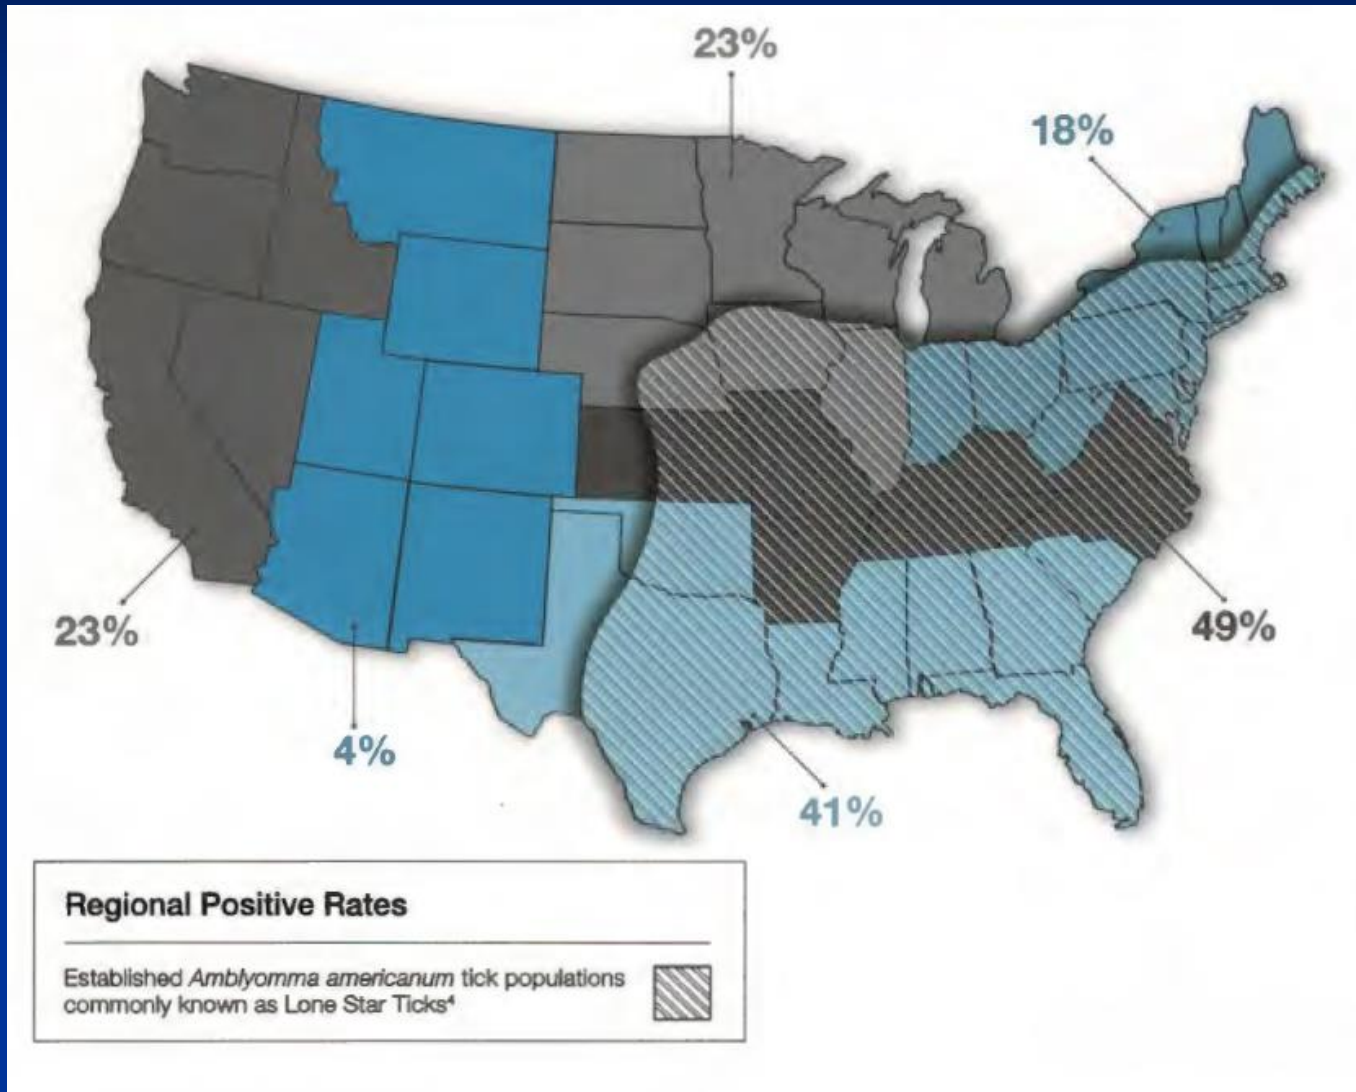 23%
18%
23%
49%
4%
41%
Regional Positive Rates
Established Amblyomma americanum tick populations
commonly known as Lone Star Ticks⁴